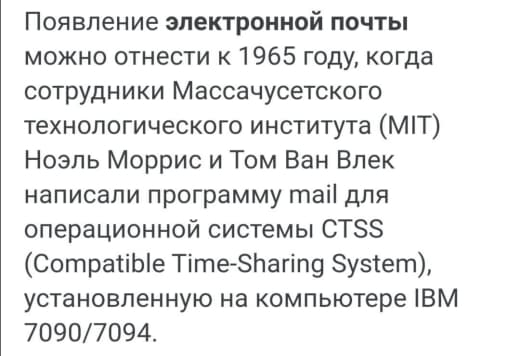 Появление электронной почты
можно отнести к 1965 году, когда
сотрудники Массачусетского
технологического института (MIT)
Ноэль Моррис и Том Ван Влек
написали программу mail для
операционной системы CTSS
(Compatible Time-Sharing System),
установленную на компьютере IBM
7090/7094.